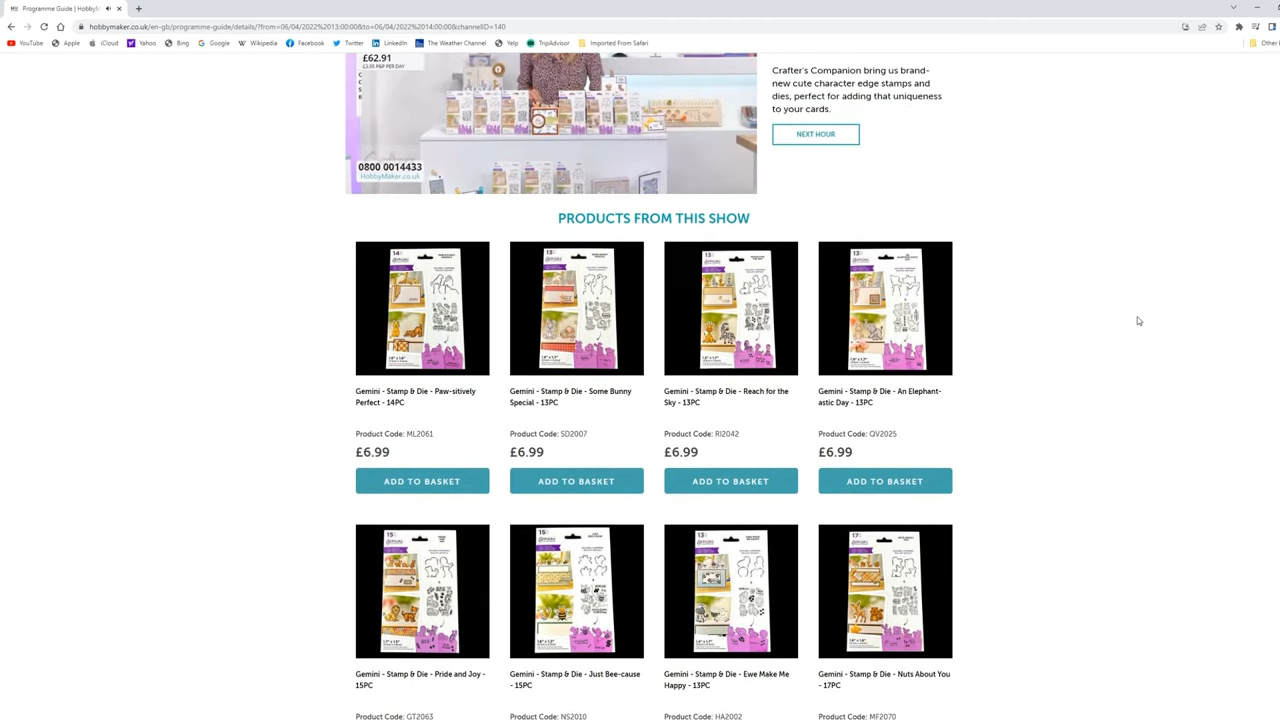 Programme Guide | Hobby
hobbymaker.co.uk/en-gb/programme-guide/details/?from=06/04/2022%2013:00:00&to=06/04/2022%2014:00:00&channelID=140
YouTube Apple iCloud Yahoo Bing Google Wikipedia Facebook Twitter LinkedIn The Weather Channel Yelp TripAdvisor Imported From Safari Other
£62.91
£3.95 P&P PER DAY
0800 0014433
HobbyMaker.co.uk
Crafter's Companion bring us brand-
new cute character edge stamps and
dies, perfect for adding that uniqueness
to your cards.
NEXT HOUR
PRODUCTS FROM THIS SHOW
Gemini - Stamp & Die - Paw-sitively
Perfect - 14PC
Product Code: ML2061
£6.99
ADD TO BASKET
Gemini - Stamp & Die - Some Bunny
Special - 13PC
Product Code: SD2007
£6.99
ADD TO BASKET
Gemini - Stamp & Die - Reach for the
Sky - 13PC
Product Code: RI2042
£6.99
ADD TO BASKET
Gemini - Stamp & Die - An Elephant-
astic Day - 13PC
Product Code: QV2025
£6.99
ADD TO BASKET
Gemini - Stamp & Die - Pride and Joy -
15PC
Product Code: GT2063
Gemini - Stamp & Die - Just Bee-cause
- 15PC
Product Code: NS2010
Gemini - Stamp & Die - Ewe Make Me
Happy - 13PC
Product Code: HA2002
Gemini - Stamp & Die - Nuts About You
- 17PC
Product Code: MF2070